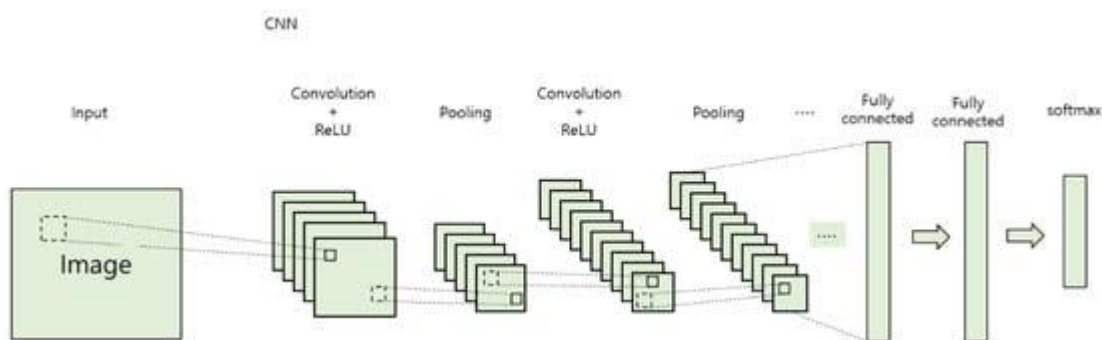 CNN
Input
Convolution
+
ReLU
Pooling
Convolution
+
ReLU
Pooling
....
Fully
connected
Fully
connected
softmax
Image
....